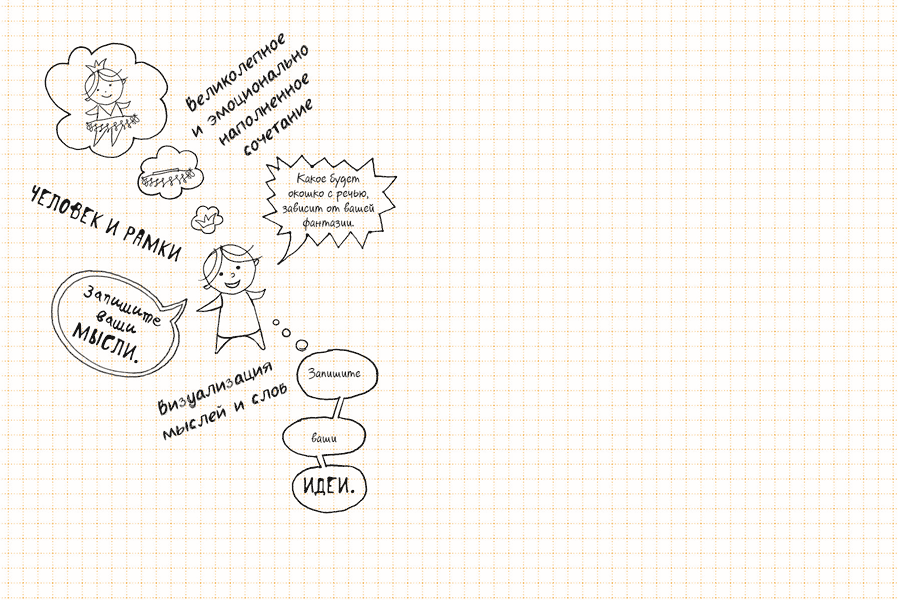 Великолепное
и эмоционально
наполненное
сочетание
Какое будет
окошко с речью,
зависит от вашей
фантазии.
ЧЕЛОВЕК И РАМКИ
Запишите
ваши
МЫСЛИ.
Визуализация
мыслей и слов
Запишите
ваши
ИДЕИ.